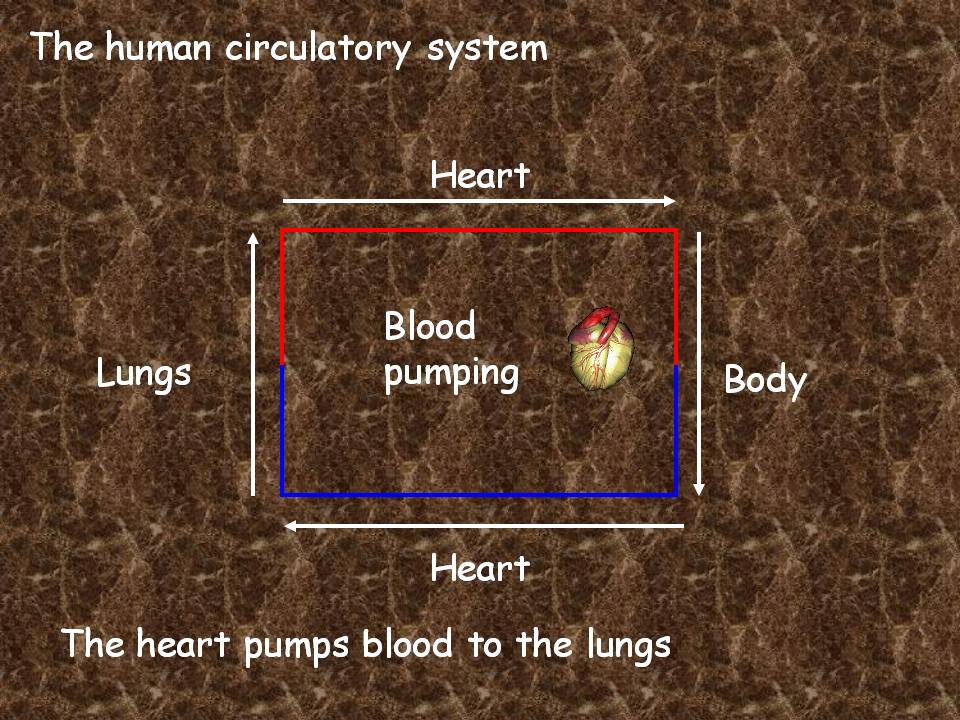 The human circulatory system
Heart
Blood
pumping
Lungs
Body
Heart
The heart pumps blood to the lungs